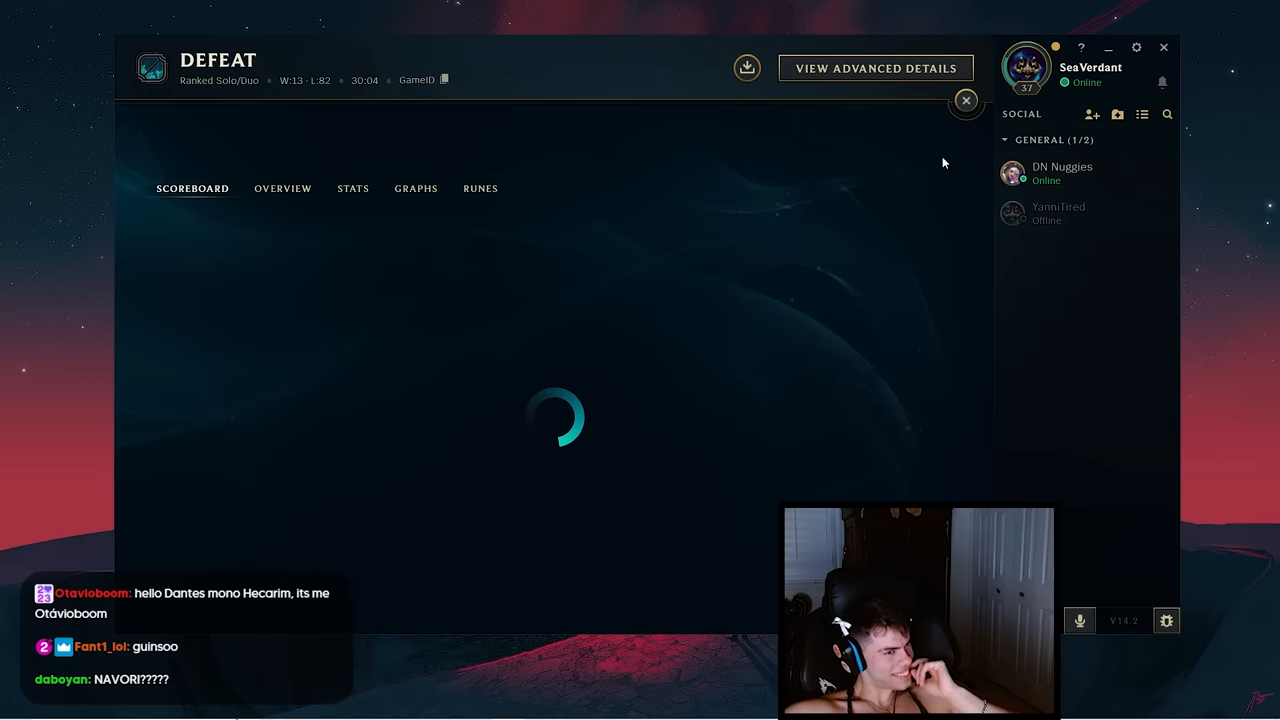 DEFEAT
Ranked Solo/Duo • W:13 - L:82 • 30:04 • GameID
VIEW ADVANCED DETAILS
?
37
SeaVerdant
Online
SOCIAL
GENERAL (1/2)
DN Nuggies
Online
YanniTired
Offline
SCOREBOARD OVERVIEW STATS GRAPHS RUNES
Otavioboom: hello Dantes mono Hecarim, its me
Otávioboom
2 Fant1_lol: guinsoo
daboyan: NAVORI?????
V14.2